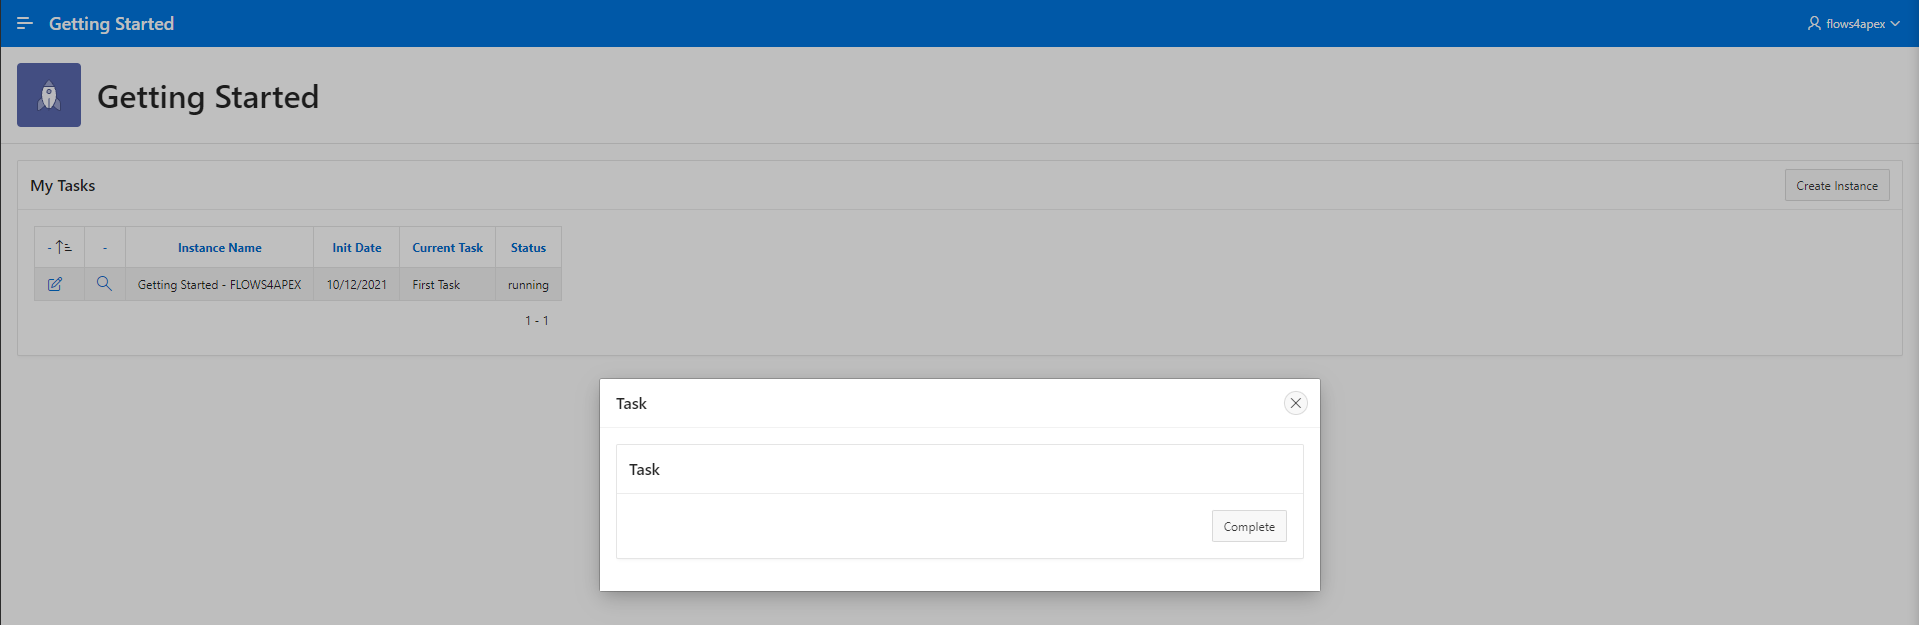 Getting Started
flows4apex
Getting Started
My Tasks
Create Instance
- - Instance Name Init Date Current Task Status
Getting Started - FLOWS4APEX 10/12/2021 First Task running
1 - 1
Task
Task
Complete